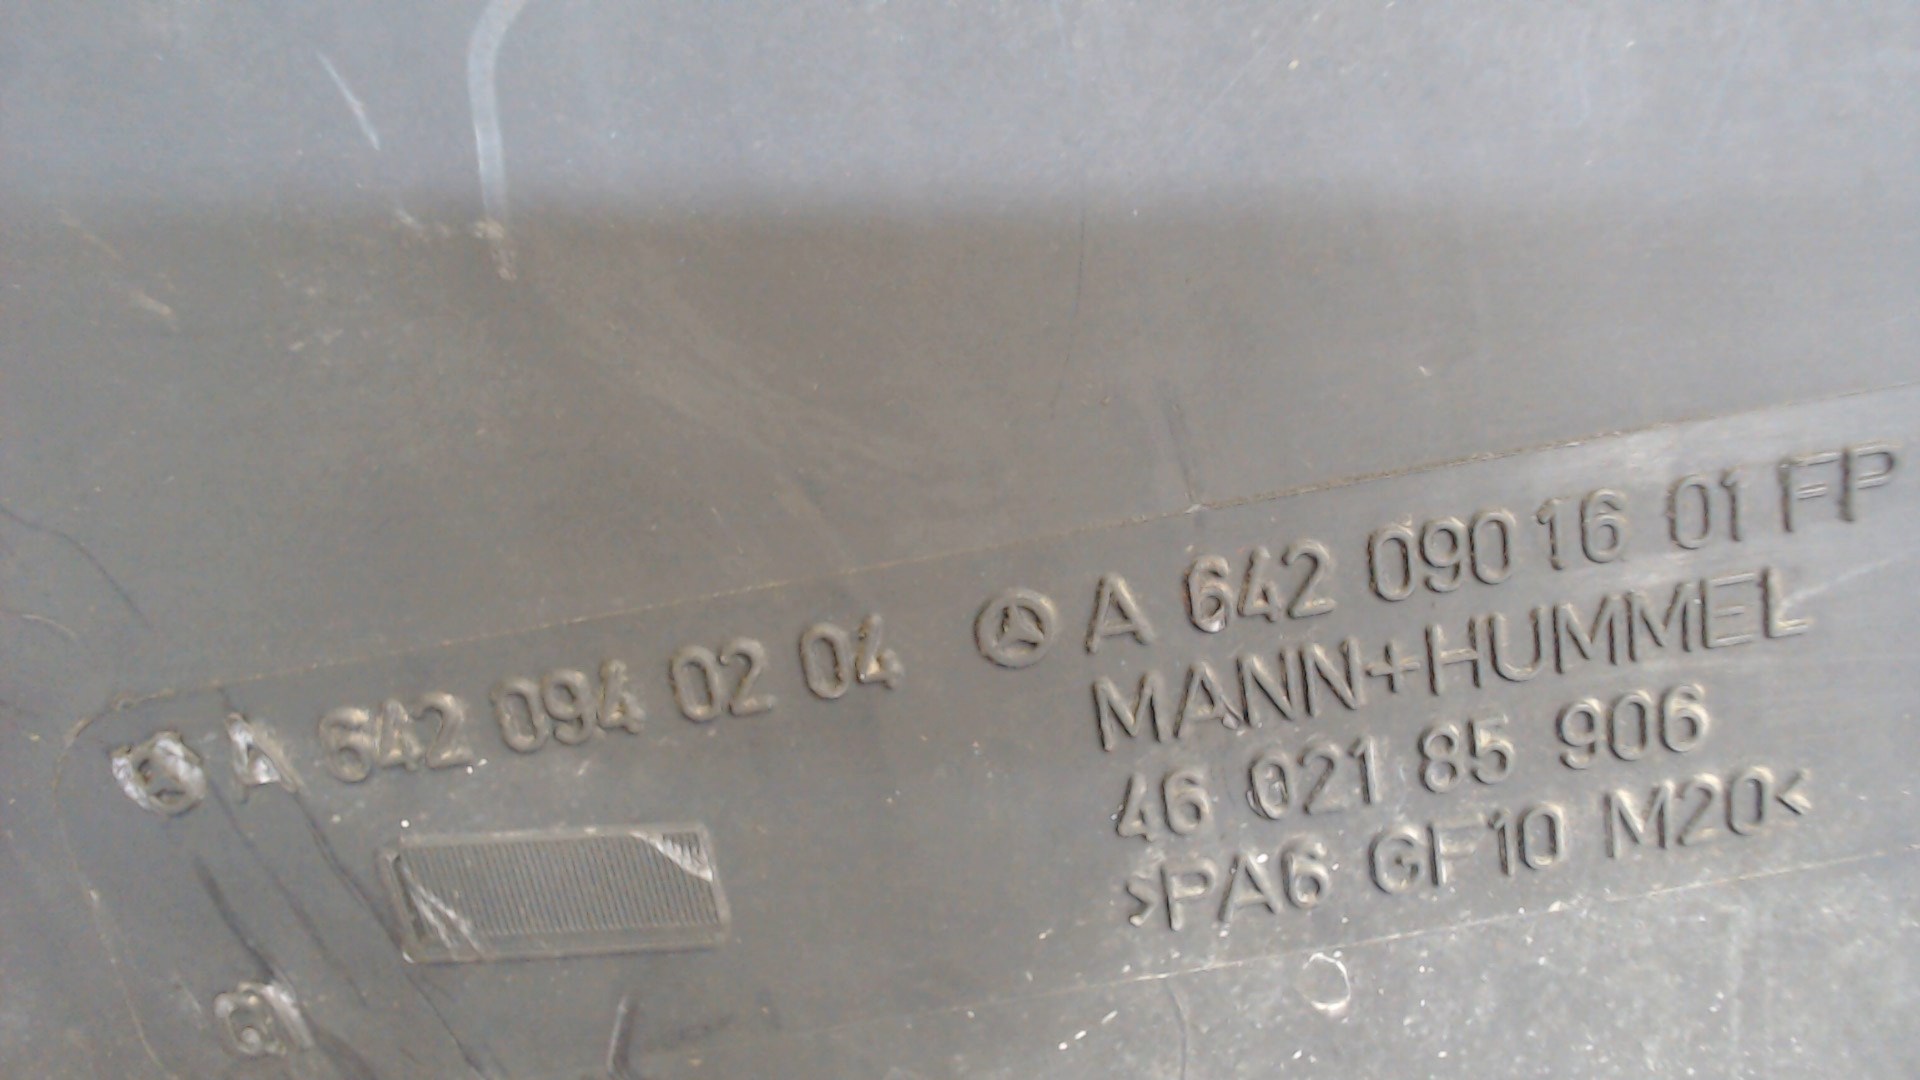 A 642 094 02 04
A 642 090 16 01 FP
MANN+HUMMEL
46 021 85 906
>PA6 GF10 M20<